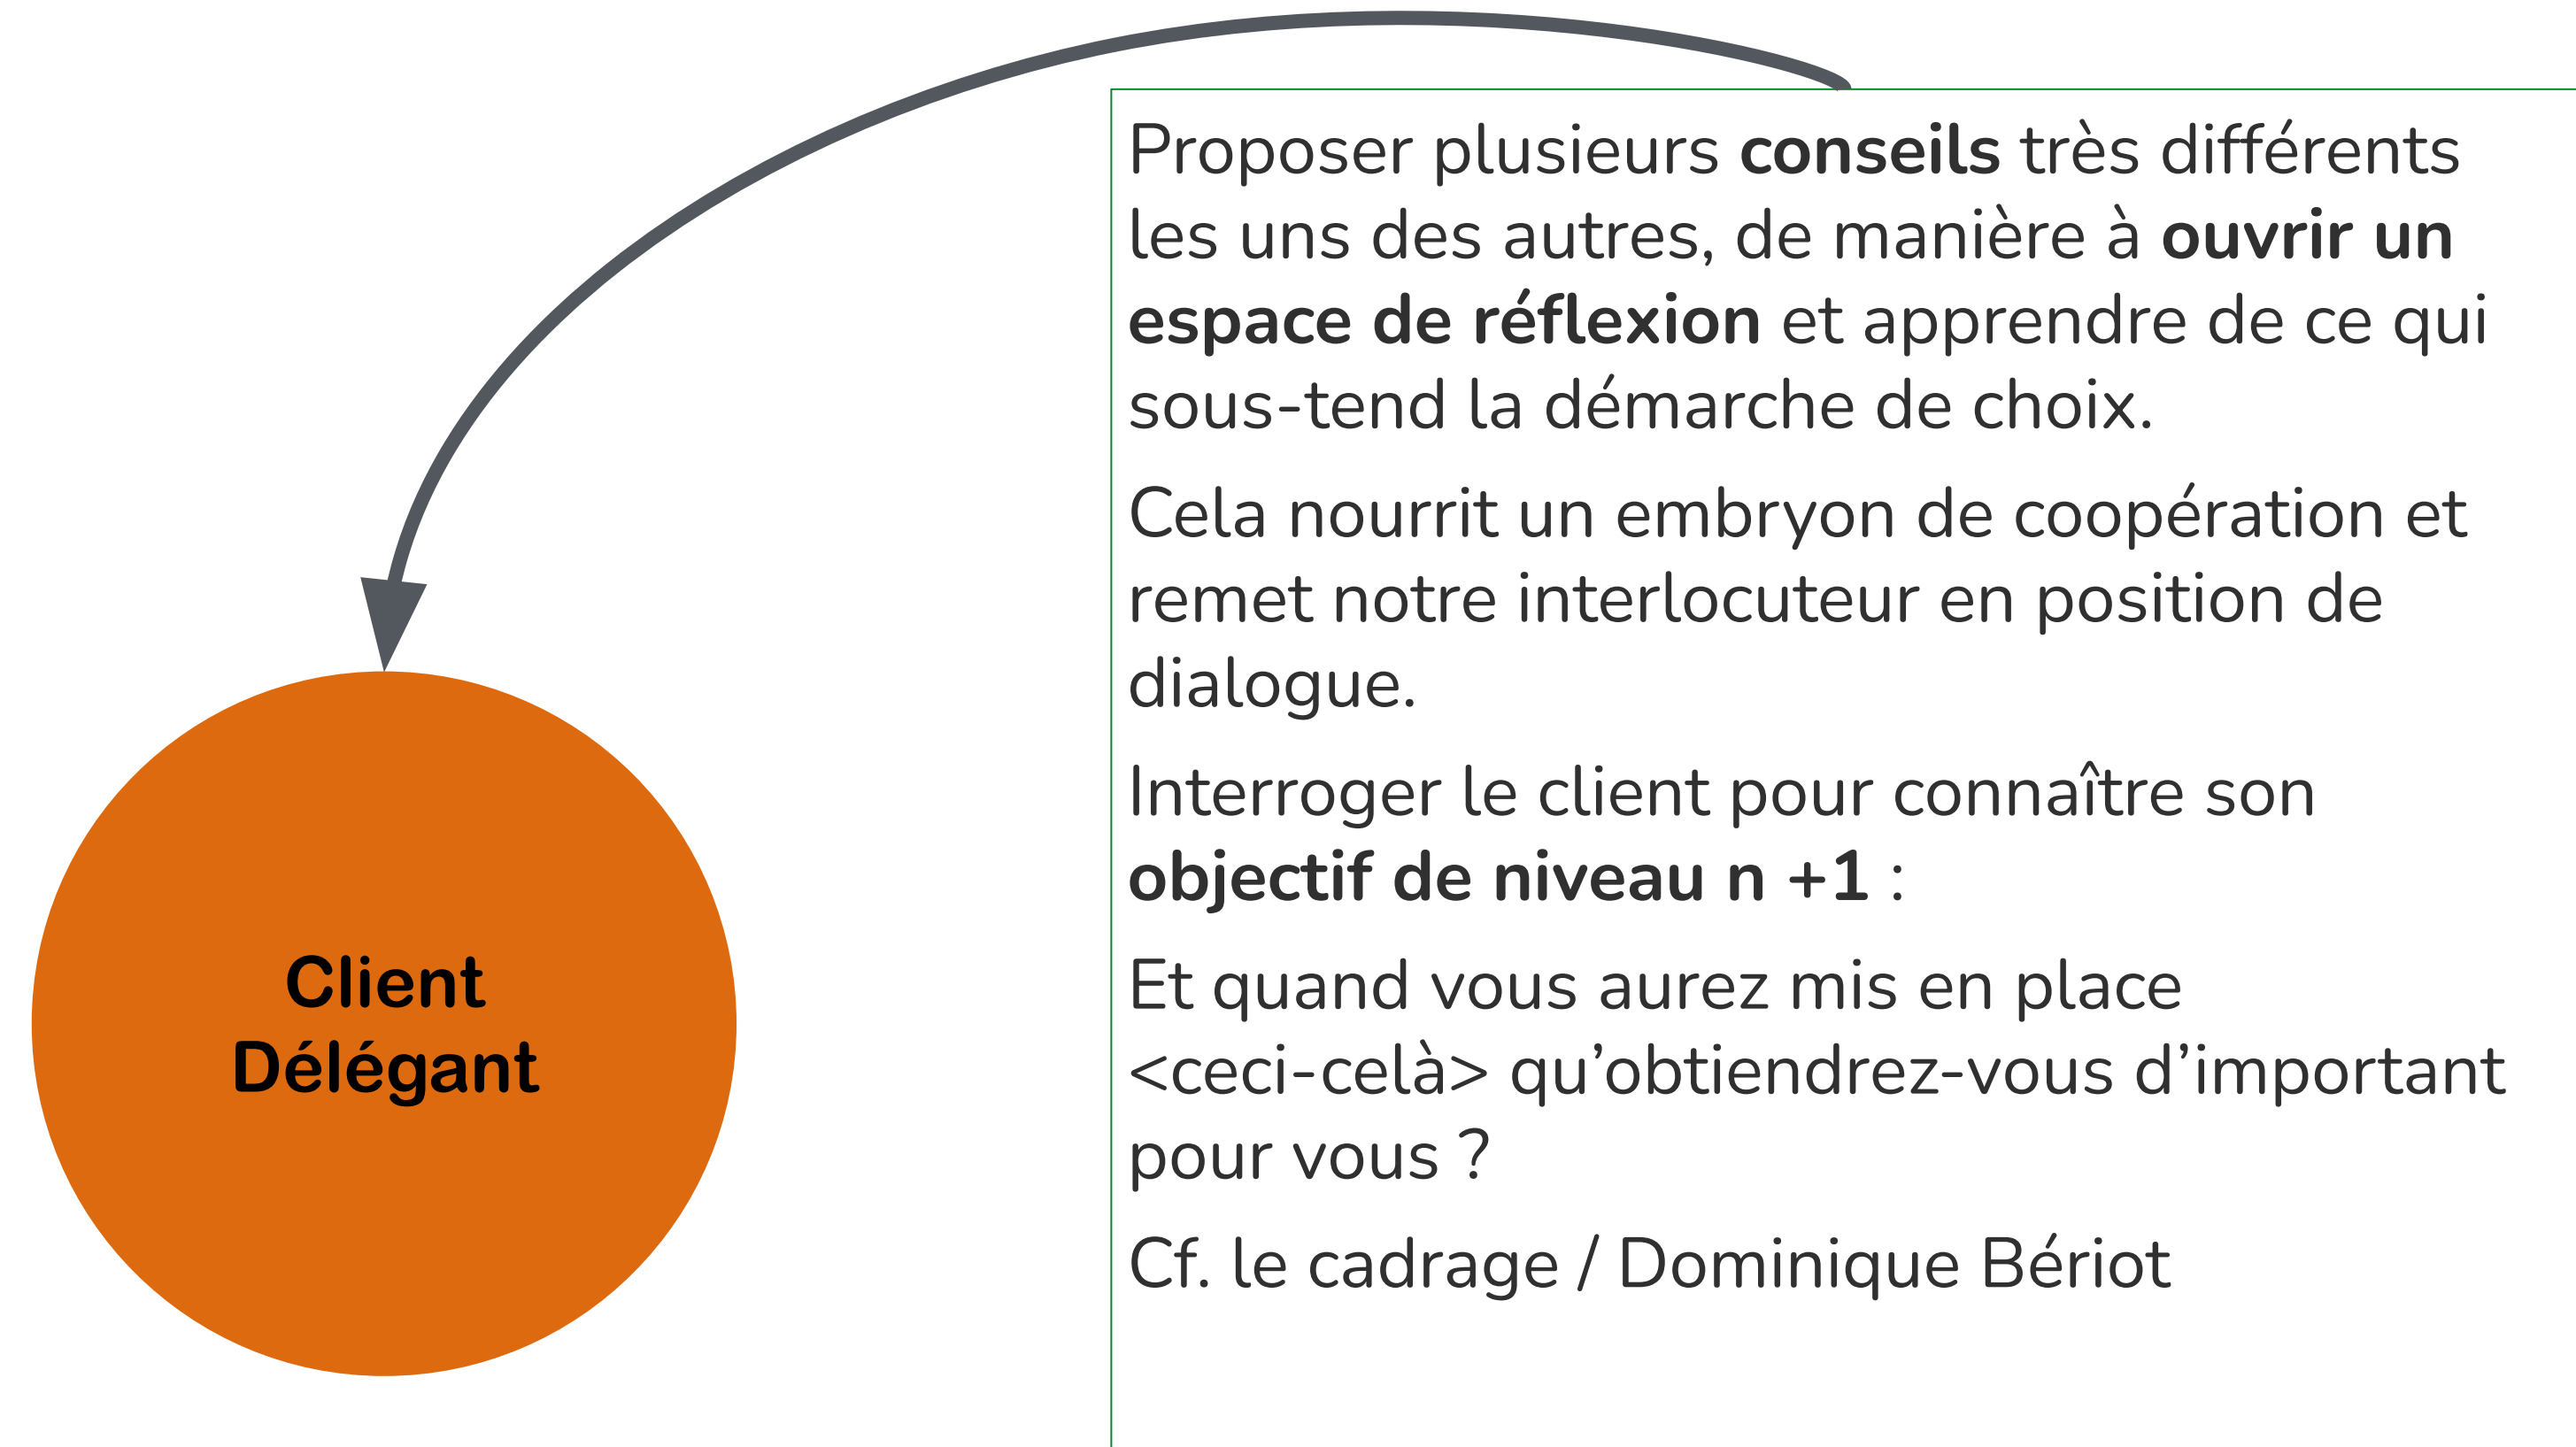 Proposer plusieurs conseils très différents
les uns des autres, de manière à ouvrir un
espace de réflexion et apprendre de ce qui
sous-tend la démarche de choix.
Cela nourrit un embryon de coopération et
remet notre interlocuteur en position de
dialogue.
Interroger le client pour connaître son
objectif de niveau n +1 :
Et quand vous aurez mis en place
<ceci-celà> qu’obtiendrez-vous d’important
pour vous ?
Cf. le cadrage / Dominique Bériot
Client
Délégant